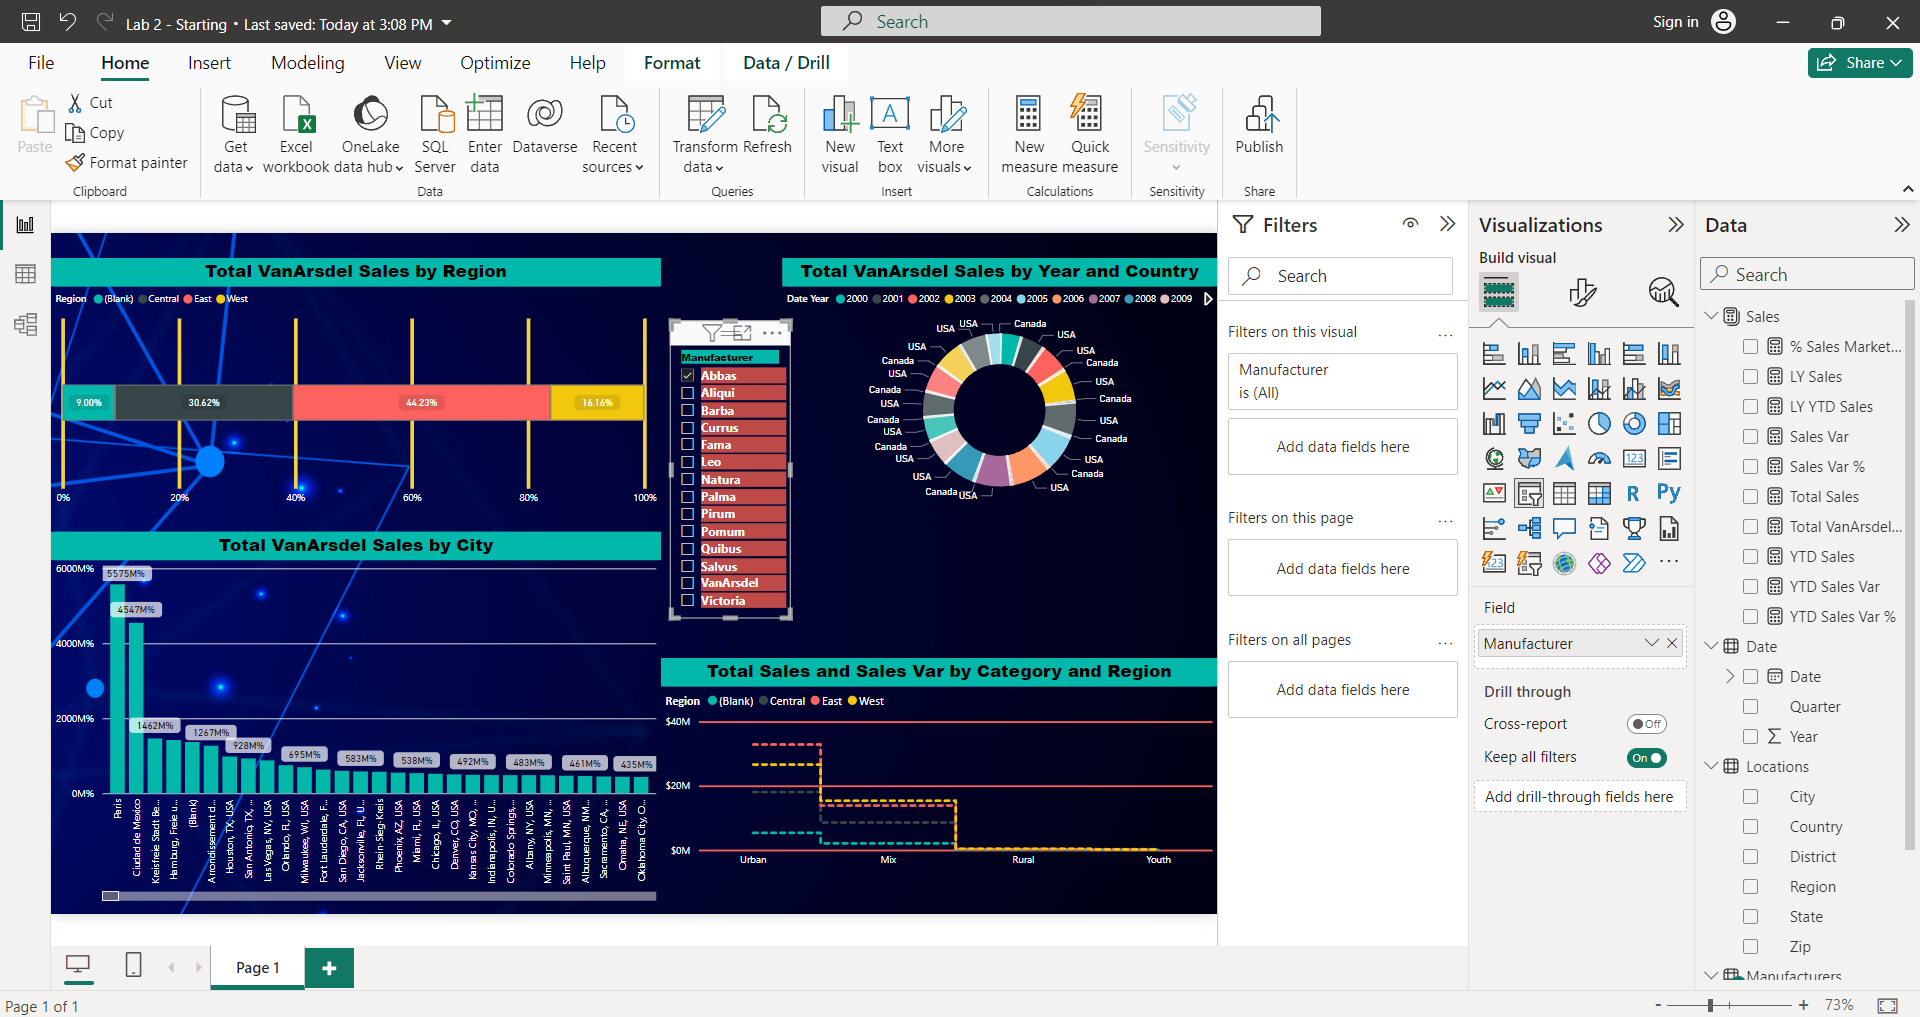 Lab 2 - Starting • Last saved: Today at 3:08 PM
Search
Sign in
File
Home
Insert
Modeling
View
Optimize
Help
Format
Data / Drill
Share
Paste
Cut
Copy
Format painter
Clipboard
Get data
Excel workbook
OneLake data hub
SQL Server
Enter data
Dataverse
Recent sources
Data
Transform data
Refresh
Queries
New visual
Text box
More visuals
Insert
New measure
Quick measure
Calculations
Sensitivity
Sensitivity
Publish
Share
Total VanArsdel Sales by Region
Region (Blank) Central East West
9.00% 30.62% 44.23% 16.16%
0% 20% 40% 60% 80% 100%
Total VanArsdel Sales by City
6000M%
4000M%
2000M%
0M%
5575M%
4547M%
1462M%
1267M%
928M%
695M%
583M%
538M%
492M%
483M%
461M%
435M%
Paris
Ciudad de Mexico
Kreisfreie Stadt Be...
Hamburg, Freie u...
(Blank)
Arrondissement d...
Houston, TX, USA
San Antonio, TX, ...
Las Vegas, NV, USA
Orlando, FL, USA
Milwaukee, WI, USA
Fort Lauderdale, F...
San Diego, CA, USA
Jacksonville, FL, U...
Rhein-Sieg-Kreis
Phoenix, AZ, USA
Miami, FL, USA
Chicago, IL, USA
Denver, CO, USA
Kansas City, MO, ...
Indianapolis, IN, U...
Colorado Springs,...
Albany, NY, USA
Minneapolis, MN, ...
Saint Paul, MN, USA
Albuquerque, NM...
Sacramento, CA, ...
Omaha, NE, USA
Oklahoma City, O...
Manufacturer
Abbas
Aliqui
Barba
Currus
Fama
Leo
Natura
Palma
Pirum
Pomum
Quibus
Salvus
VanArsdel
Victoria
Total VanArsdel Sales by Year and Country
Date Year 2000 2001 2002 2003 2004 2005 2006 2007 2008 2009
Canada
USA
USA
Canada
USA
Canada
USA
Canada
USA
Canada
USA
USA
Canada
USA
USA
Canada
USA
Canada
USA
Canada
USA
Canada
USA
USA
Total Sales and Sales Var by Category and Region
Region (Blank) Central East West
$40M
$20M
$0M
Urban Mix Rural Youth
Filters
Search
Filters on this visual
...
Manufacturer
is (All)
Add data fields here
Filters on this page
...
Add data fields here
Filters on all pages
...
Add data fields here
Visualizations
Build visual
123
R
Py
123
...
Field
Manufacturer
Drill through
Cross-report
Off
Keep all filters
On
Add drill-through fields here
Data
Search
Sales
% Sales Market...
LY Sales
LY YTD Sales
Sales Var
Sales Var %
Total Sales
Total VanArsdel...
YTD Sales
YTD Sales Var
YTD Sales Var %
Date
Date
Quarter
Year
Locations
City
Country
District
Region
State
Zip
Manufacturers
Page 1
Page 1 of 1
- + 73%